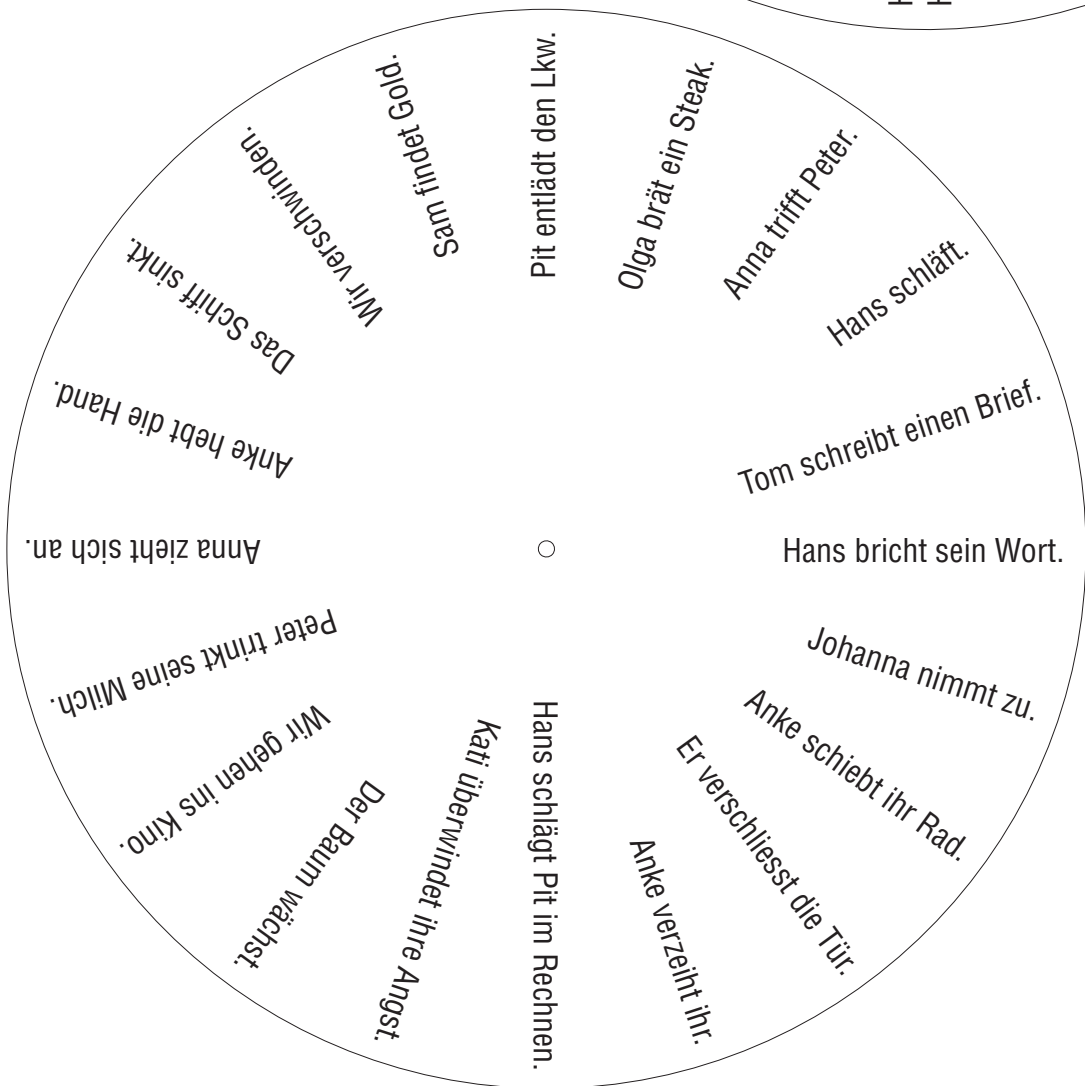 Pit entlädt den Lkw.
Olga brät ein Steak.
Anna trifft Peter.
Hans schläft.
Tom schreibt einen Brief.
Hans bricht sein Wort.
Johanna nimmt zu.
Anke schiebt ihr Rad.
Er verschliesst die Tür.
Anke verzeiht ihr.
Hans schlägt Pit im Rechnen.
Kati überwindet ihre Angst.
Der Baum wächst.
Wir gehen ins Kino.
Peter trinkt seine Milch.
Anna zieht sich an.
Anke hebt die Hand.
Das Schiff sinkt.
Wir verschwinden.
Sam findet Gold.